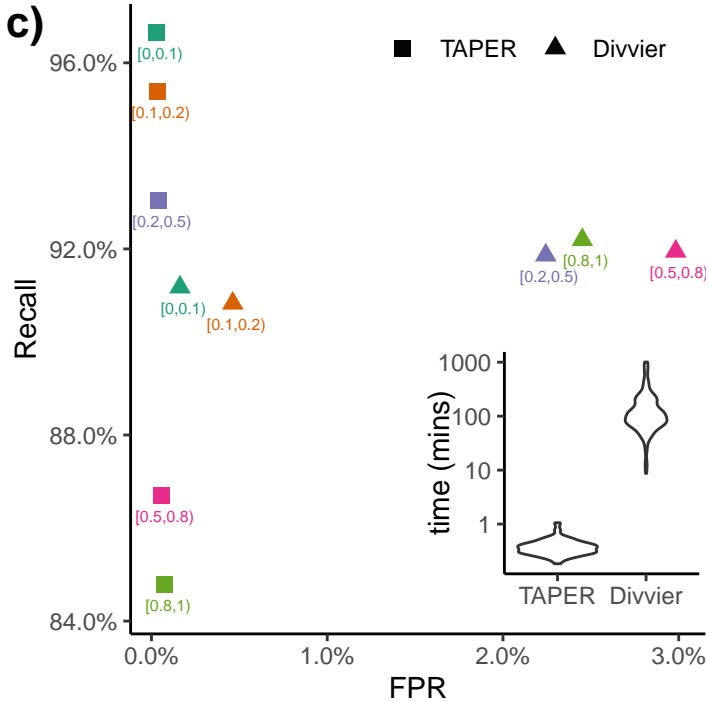 c)
TAPER
Divvier
96.0%
92.0%
88.0%
84.0%
Recall
[0,0.1)
[0.1,0.2)
[0.2,0.5)
[0,0.1)
[0.1,0.2)
[0.2,0.5)
[0.8,1)
[0.5,0.8)
[0.5,0.8)
[0.8,1)
1000
100
10
1
time (mins)
TAPER
Divvier
0.0%
1.0%
2.0%
3.0%
FPR